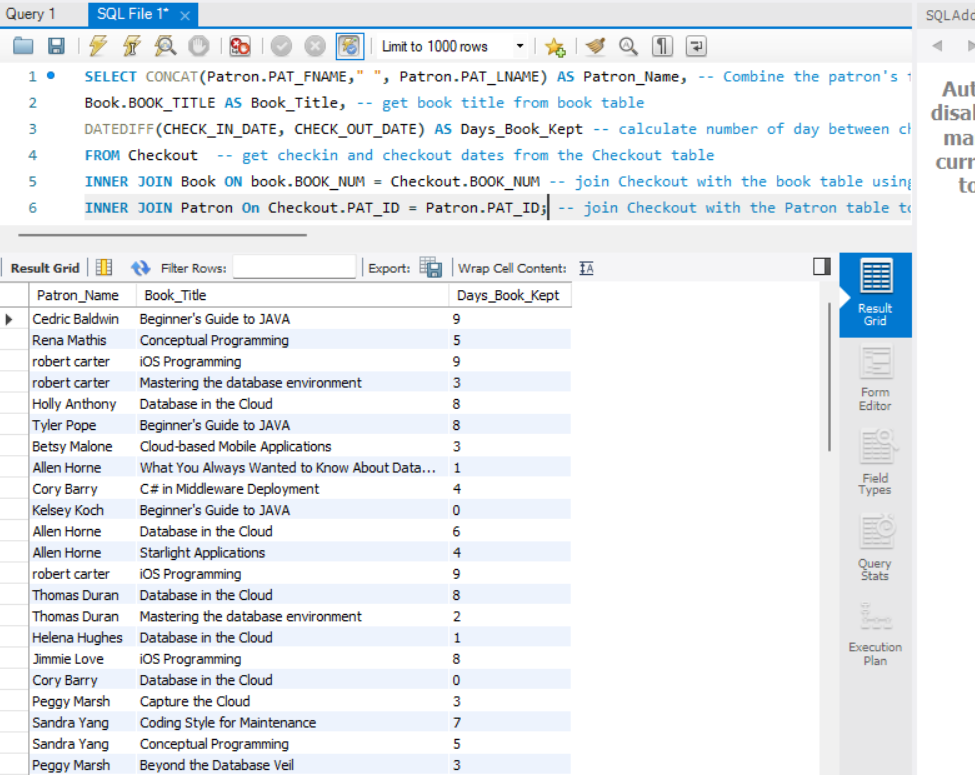 Query 1
SQL File 1*
SQLAdd
Limit to 1000 rows
1 SELECT CONCAT(Patron.PAT_FNAME," ", Patron.PAT_LNAME) AS Patron_Name, -- Combine the patron's
2 Book.BOOK_TITLE AS Book_Title, -- get book title from book table
3 DATEDIFF(CHECK_IN_DATE, CHECK_OUT_DATE) AS Days_Book_Kept -- calculate number of day between ch
4 FROM Checkout -- get checkin and checkout dates from the Checkout table
5 INNER JOIN Book ON book.BOOK_NUM = Checkout.BOOK_NUM -- join Checkout with the book table using
6 INNER JOIN Patron On Checkout.PAT_ID = Patron.PAT_ID; -- join Checkout with the Patron table to
Aut
disal
ma
curr
to
Result Grid Filter Rows: Export: Wrap Cell Content: IA
Patron_Name Book_Title Days_Book_Kept
Cedric Baldwin Beginner's Guide to JAVA 9
Rena Mathis Conceptual Programming 5
robert carter iOS Programming 9
robert carter Mastering the database environment 3
Holly Anthony Database in the Cloud 8
Tyler Pope Beginner's Guide to JAVA 8
Betsy Malone Cloud-based Mobile Applications 3
Allen Horne What You Always Wanted to Know About Data... 1
Cory Barry C# in Middleware Deployment 4
Kelsey Koch Beginner's Guide to JAVA 0
Allen Horne Database in the Cloud 6
Allen Horne Starlight Applications 4
robert carter iOS Programming 9
Thomas Duran Database in the Cloud 8
Thomas Duran Mastering the database environment 2
Helena Hughes Database in the Cloud 1
Jimmie Love iOS Programming 8
Cory Barry Database in the Cloud 0
Peggy Marsh Capture the Cloud 3
Sandra Yang Coding Style for Maintenance 7
Sandra Yang Conceptual Programming 5
Peggy Marsh Beyond the Database Veil 3
Result
Grid
Form
Editor
Field
Types
Query
Stats
Execution
Plan